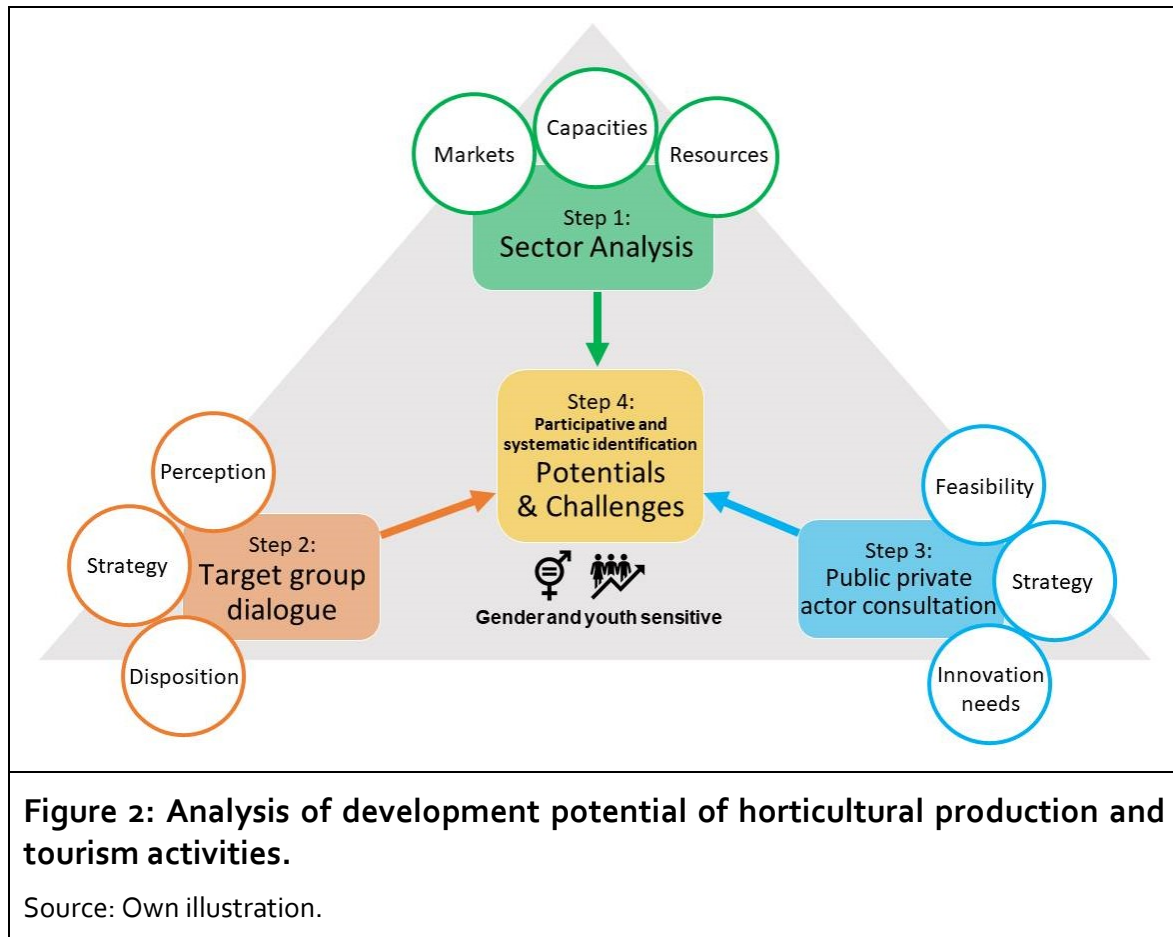 Markets
Capacities
Resources
Step 1:
Sector Analysis
Step 4:
Participative and
systematic identification
Potentials
& Challenges
Perception
Strategy
Disposition
Step 2:
Target group
dialogue
Gender and youth sensitive
Feasibility
Strategy
Innovation
needs
Step 3:
Public private
actor consultation
Figure 2: Analysis of development potential of horticultural production and
tourism activities.
Source: Own illustration.